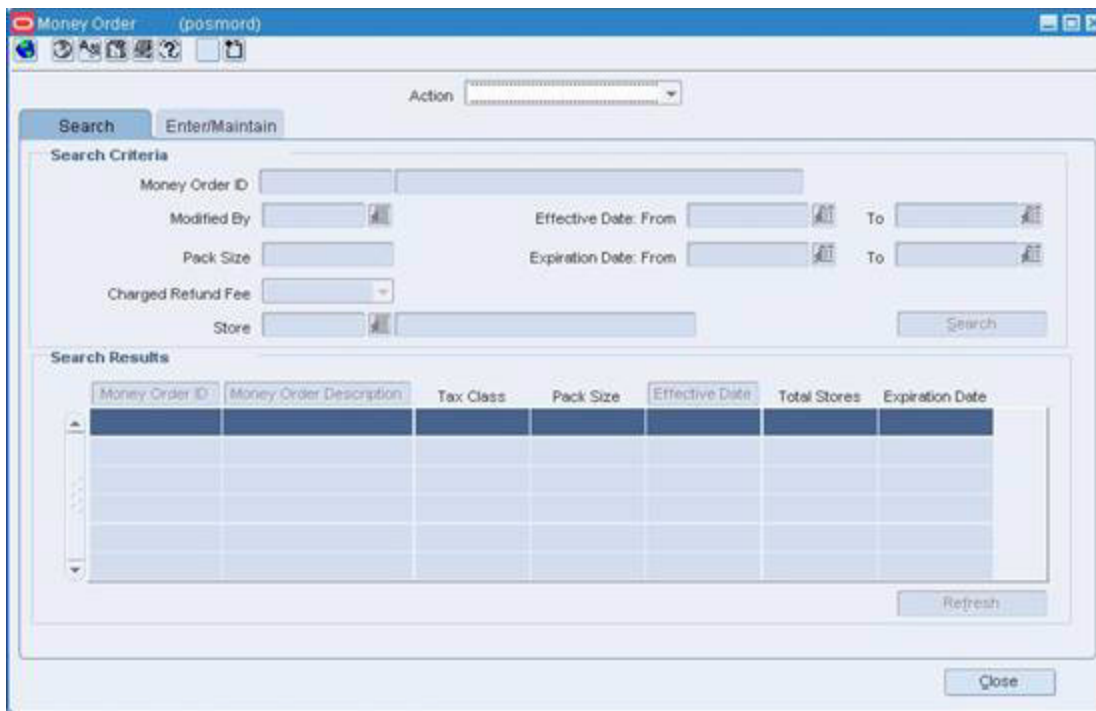 Money Order (posmord)
Action
Search Enter/Maintain
Search Criteria
Money Order ID
Modified By Effective Date: From To
Pack Size Expiration Date: From To
Charged Refund Fee
Store Search
Search Results
Money Order ID Money Order Description Tax Class Pack Size Effective Date Total Stores Expiration Date
Refresh
Close